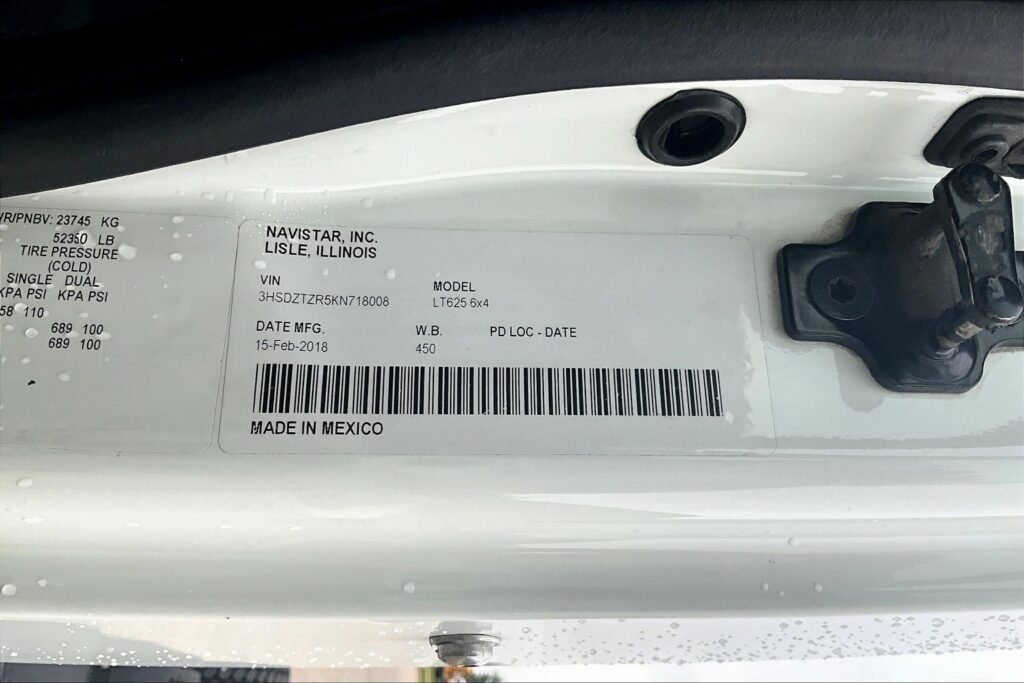 VR/PNBV: 23745 KG
52350 LB
TIRE PRESSURE
(COLD)
SINGLE DUAL
KPA PSI KPA PSI
58 110
689 100
689 100
NAVISTAR, INC.
LISLE, ILLINOIS
VIN MODEL
3HSDZTZR5KN718008 LT625 6x4
DATE MFG. W.B. PD LOC - DATE
15-Feb-2018 450
MADE IN MEXICO